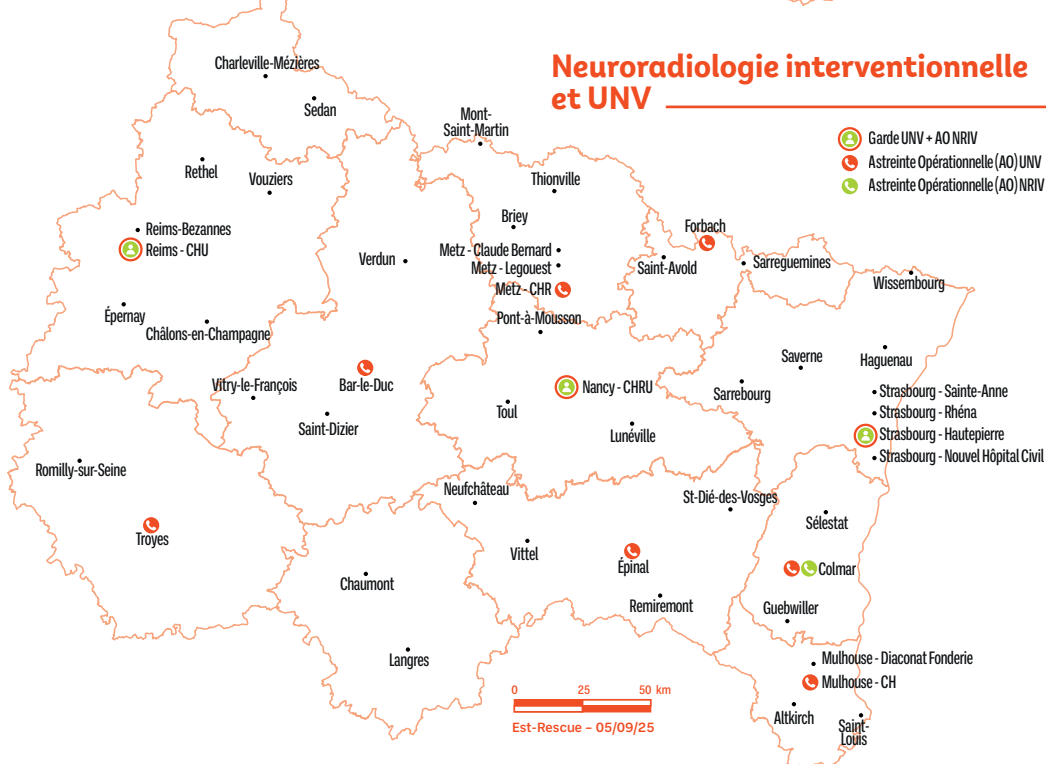 Neuroradiologie interventionnelle
et UNV
Garde UNV + AO NRIV
Astreinte Opérationnelle (AO) UNV
Astreinte Opérationnelle (AO) NRIV
Charleville-Mézières
Sedan
Mont-
Saint-Martin
Rethel
Vouziers
Thionville
Briey
Reims-Bezannes
Reims - CHU
Verdun
Metz - Claude Bernard
Metz - Legouest
Metz - CHR
Forbach
Saint-Avold
Sarreguemines
Wissembourg
Épernay
Châlons-en-Champagne
Pont-à-Mousson
Vitry-le-François
Bar-le-Duc
Saint-Dizier
Nancy - CHRU
Toul
Lunéville
Saverne
Haguenau
Sarrebourg
Strasbourg - Sainte-Anne
Strasbourg - Rhéna
Strasbourg - Hautepierre
Strasbourg - Nouvel Hôpital Civil
Romilly-sur-Seine
Troyes
Neufchâteau
St-Dié-des-Vosges
Vittel
Épinal
Sélestat
Colmar
Chaumont
Remiremont
Guebwiller
Langres
Mulhouse - Diaconat Fonderie
Mulhouse - CH
Altkirch
Saint-
Louis
0 25 50 km
Est-Rescue – 05/09/25